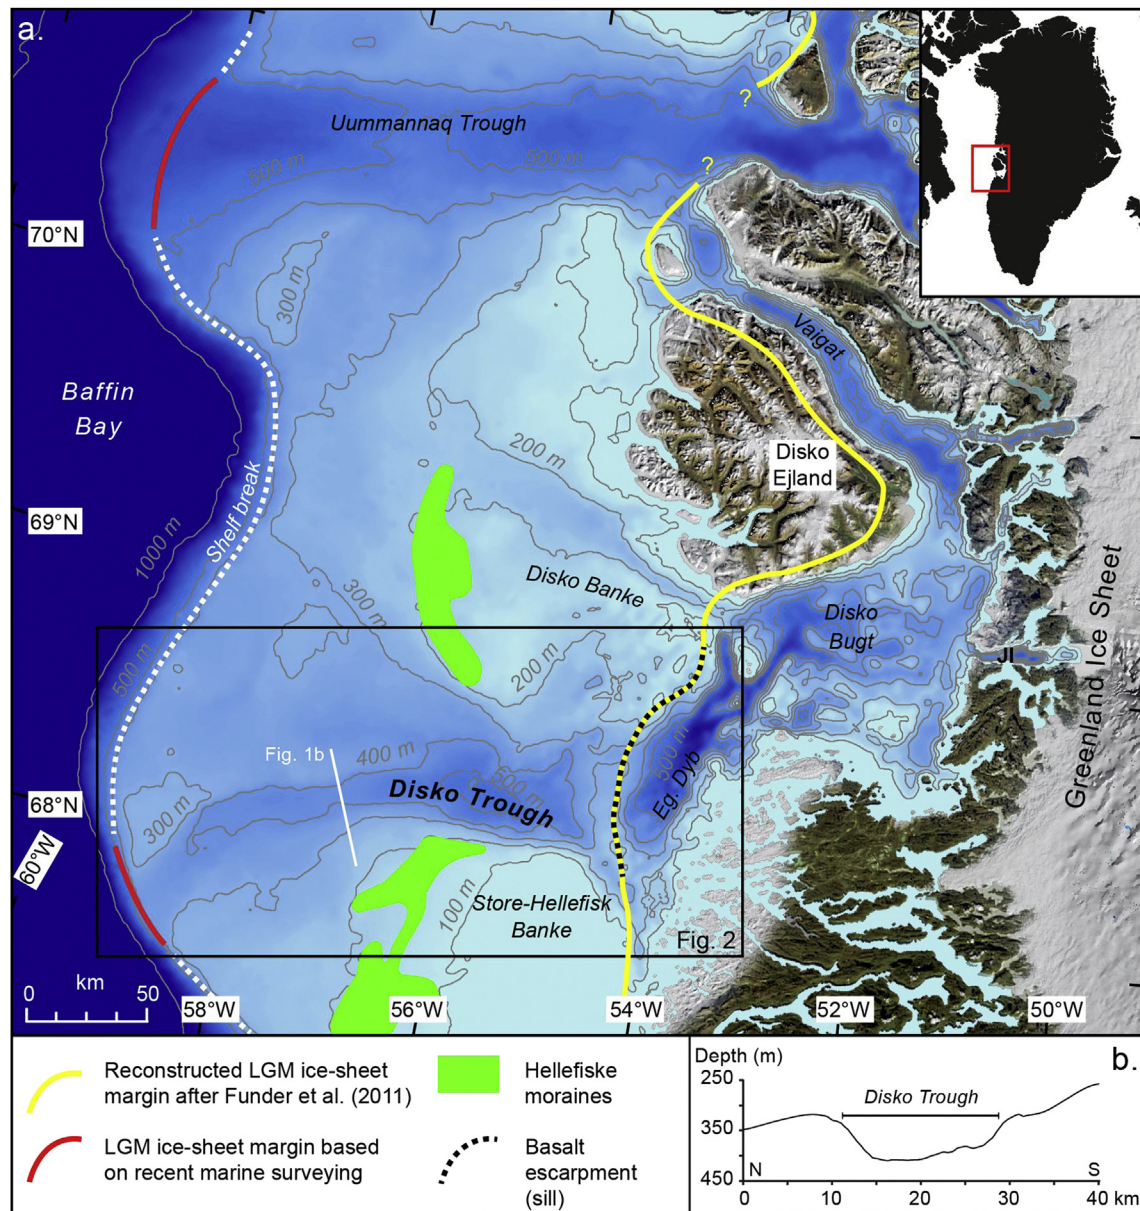 a.
Uummannaq Trough
?
?
500 m
500 m
70°N
300 m
Vaigat
Baffin
Bay
Disko
Ejland
200 m
69°N
Shelf break
1000 m
Disko Banke
300 m
Disko
Bugt
Greenland Ice Sheet
JI
500 m
200 m
Fig. 1b
400 m
500 m
500 m
Eg. Dyb
Disko Trough
68°N
300 m
60°W
100 m
Store-Hellefisk
Banke
Fig. 2
0 km 50
58°W
56°W
54°W
52°W
50°W
Reconstructed LGM ice-sheet
margin after Funder et al. (2011)
LGM ice-sheet margin based
on recent marine surveying
Hellefiske
moraines
Basalt
escarpment
(sill)
Depth (m)
b.
250
Disko Trough
350
450
N
S
0 10 20 30 40 km